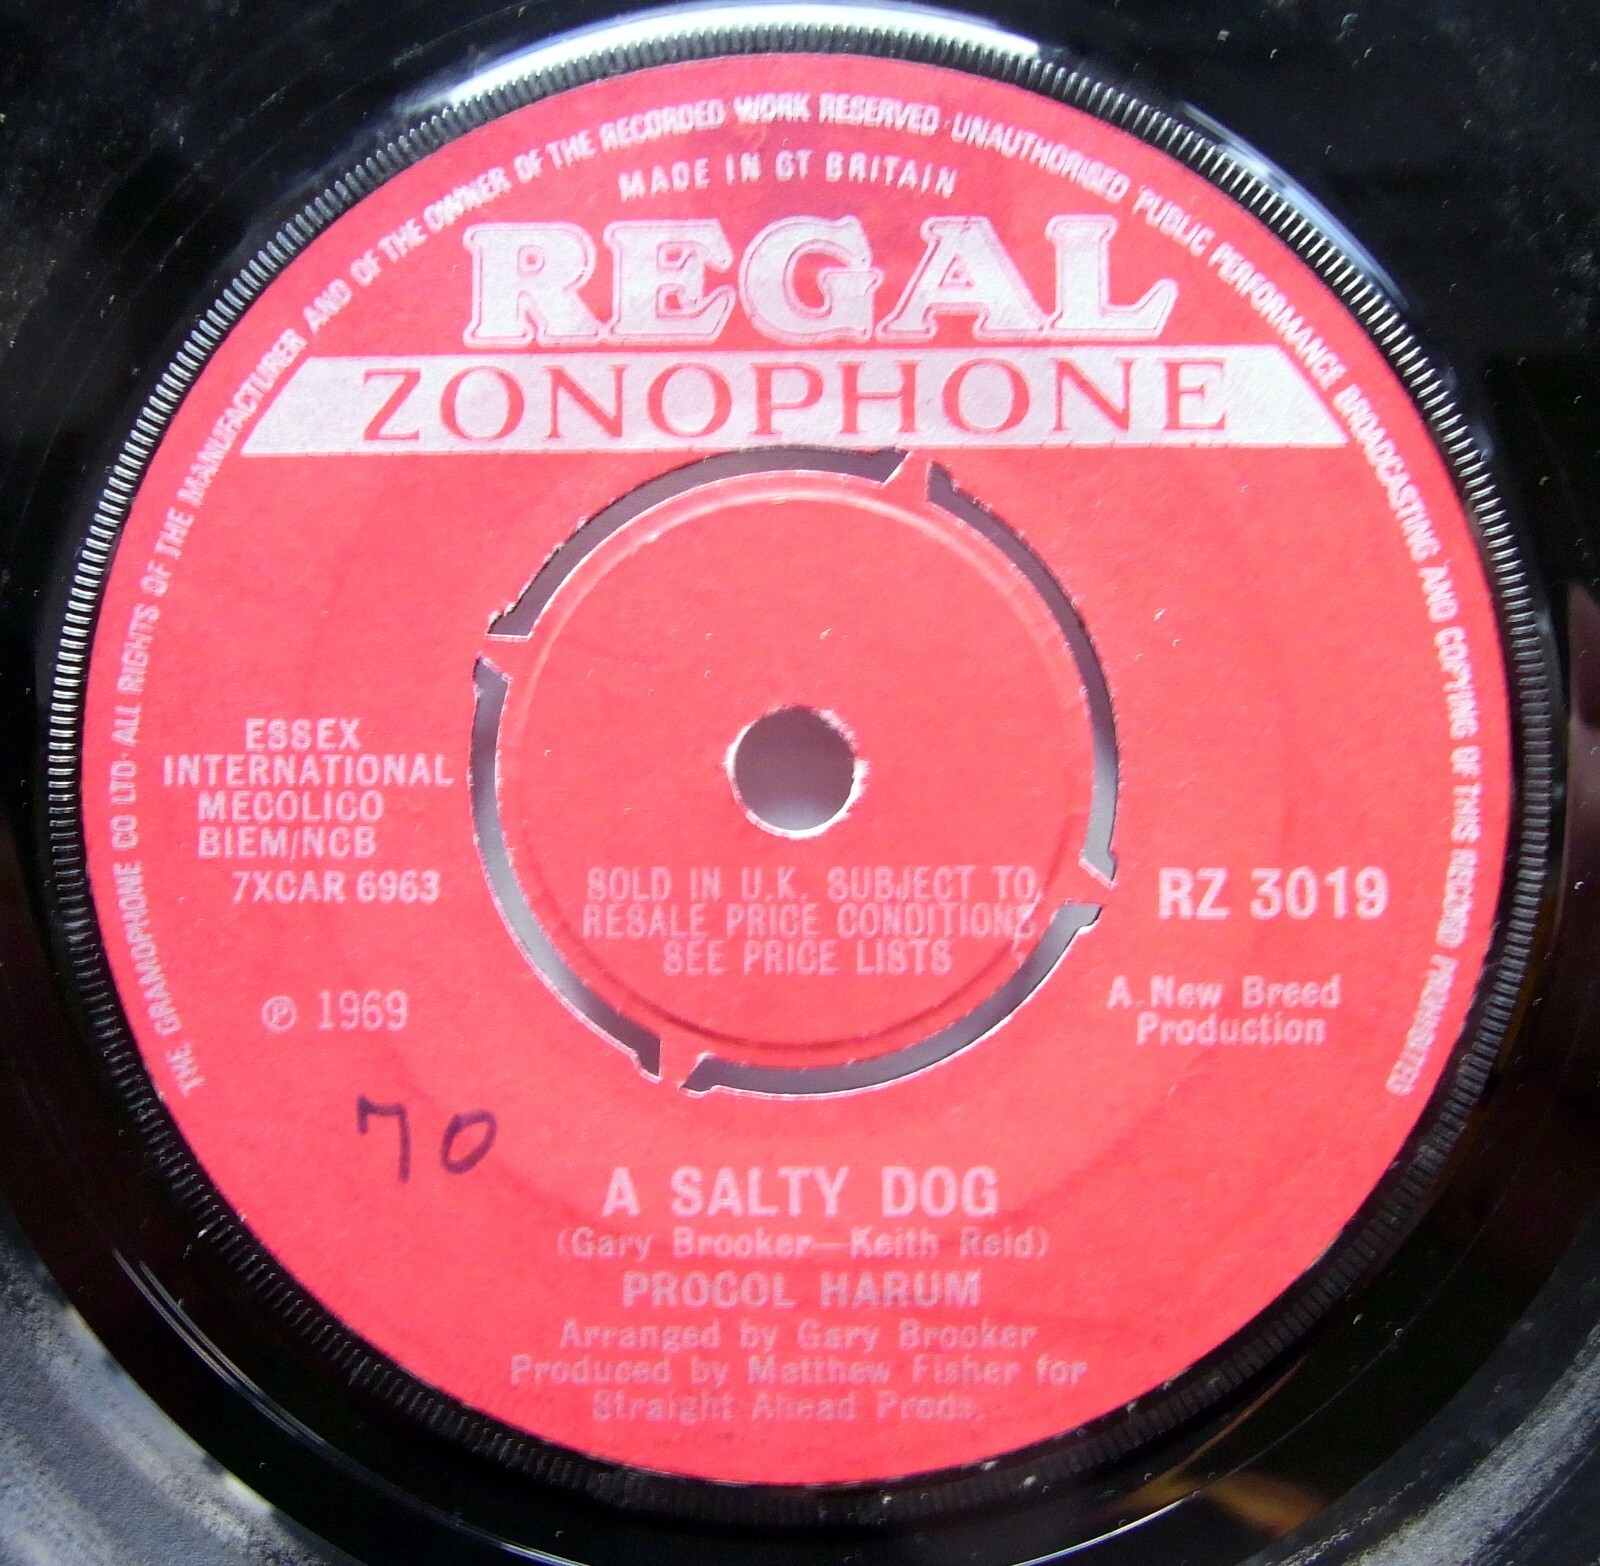 THE GRAMOPHONE CO LTD· ALL RIGHTS OF THE MANUFACTURER AND OF THE OWNER OF THE RECORDED WORK RESERVED · UNAUTHORISED PUBLIC PERFORMANCE BROADCASTING AND COPYING OF THIS RECORD PROHIBITED
MADE IN GT BRITAIN
REGAL
ZONOPHONE
ESSEX
INTERNATIONAL
MECOLICO
BIEM/NCB
7XCAR 6963
℗ 1969
SOLD IN U.K. SUBJECT TO
RESALE PRICE CONDITIONS
SEE PRICE LISTS
RZ 3019
A New Breed
Production
70
A SALTY DOG
(Gary Brooker—Keith Reid)
PROCOL HARUM
Arranged by Gary Brooker
Produced by Matthew Fisher for
Straight Ahead Prods.